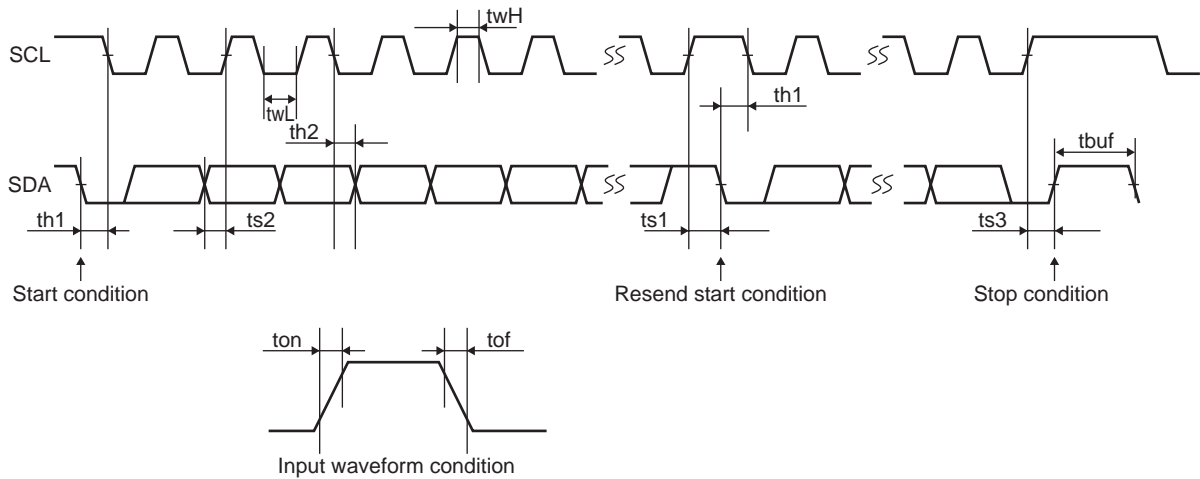 twH
SCL
twL
th1
th2
tbuf
SDA
th1
ts2
ts1
ts3
Start condition
Resend start condition
Stop condition
ton
tof
Input waveform condition